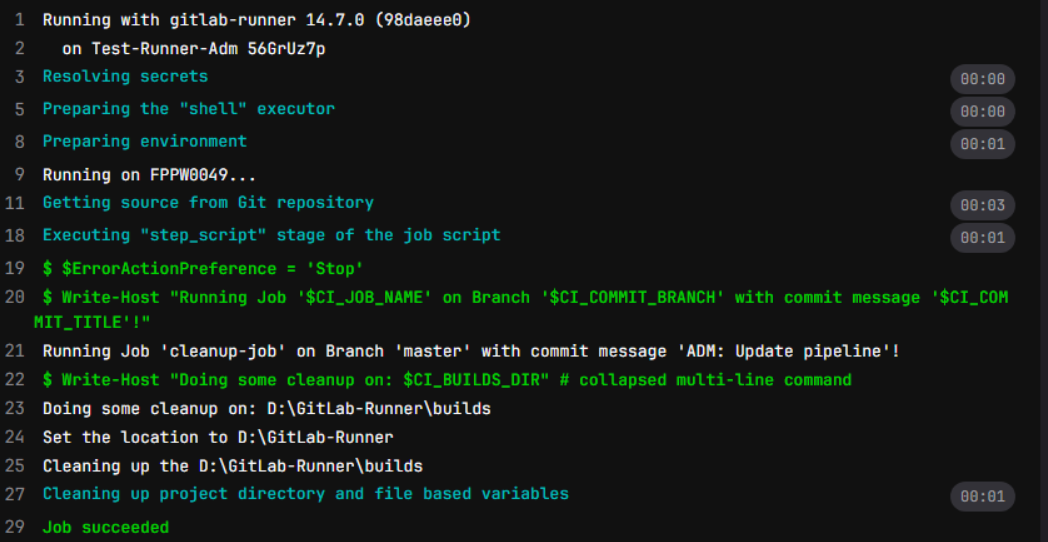 1 Running with gitlab-runner 14.7.0 (98daeee0)
2 on Test-Runner-Adm 56GrUz7p
3 Resolving secrets 00:00
5 Preparing the "shell" executor 00:00
8 Preparing environment 00:01
9 Running on FPPW0049...
11 Getting source from Git repository 00:03
18 Executing "step_script" stage of the job script 00:01
19 $ $ErrorActionPreference = 'Stop'
20 $ Write-Host "Running Job '$CI_JOB_NAME' on Branch '$CI_COMMIT_BRANCH' with commit message '$CI_COM
MIT_TITLE'!"
21 Running Job 'cleanup-job' on Branch 'master' with commit message 'ADM: Update pipeline'!
22 $ Write-Host "Doing some cleanup on: $CI_BUILDS_DIR" # collapsed multi-line command
23 Doing some cleanup on: D:\GitLab-Runner\builds
24 Set the location to D:\GitLab-Runner
25 Cleaning up the D:\GitLab-Runner\builds
27 Cleaning up project directory and file based variables 00:01
29 Job succeeded